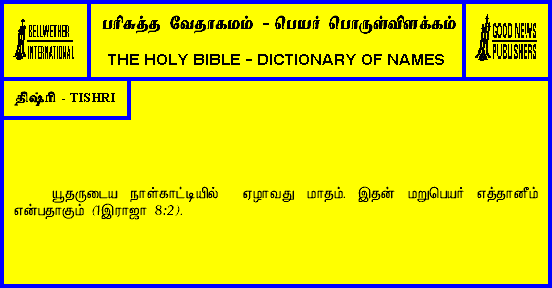 BELLWETHER
INTERNATIONAL
பரிசுத்த வேதாகமம் - பெயர் பொருள்விளக்கம்
THE HOLY BIBLE - DICTIONARY OF NAMES
GOOD NEWS
PUBLISHERS
திஷ்ரி - TISHRI
யூதருடைய நாள்காட்டியில் ஏழாவது மாதம். இதன் மறுபெயர் எத்தானீம்
என்பதாகும் (1இராஜா 8:2).